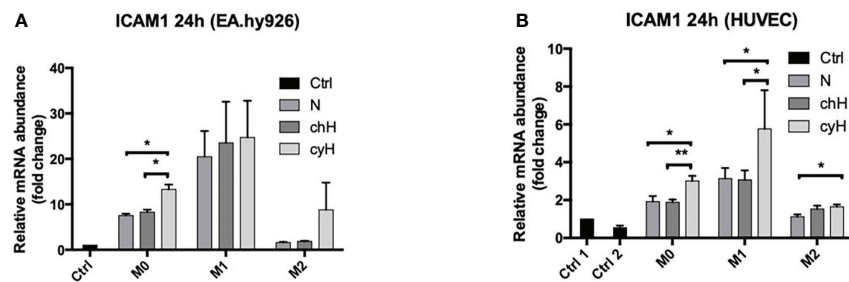 A
ICAM1 24h (EA.hy926)
Relative mRNA abundance
(fold change)
40
30
20
10
0
Ctrl
N
chH
cyH
*
*
Ctrl
M0
M1
M2
B
ICAM1 24h (HUVEC)
Relative mRNA abundance
(fold change)
10
8
6
4
2
0
Ctrl
N
chH
cyH
*
**
*
*
*
Ctrl 1
Ctrl 2
M0
M1
M2